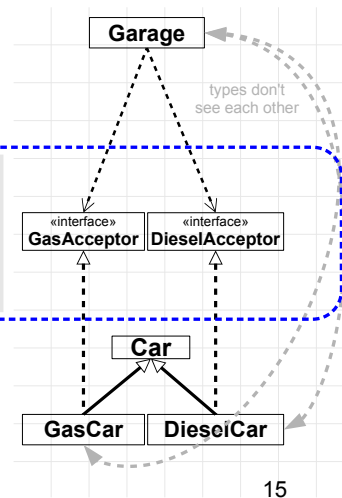 Garage
types don't
see each other
«interface»
GasAcceptor
«interface»
DieselAcceptor
Car
GasCar
DieselCar
15